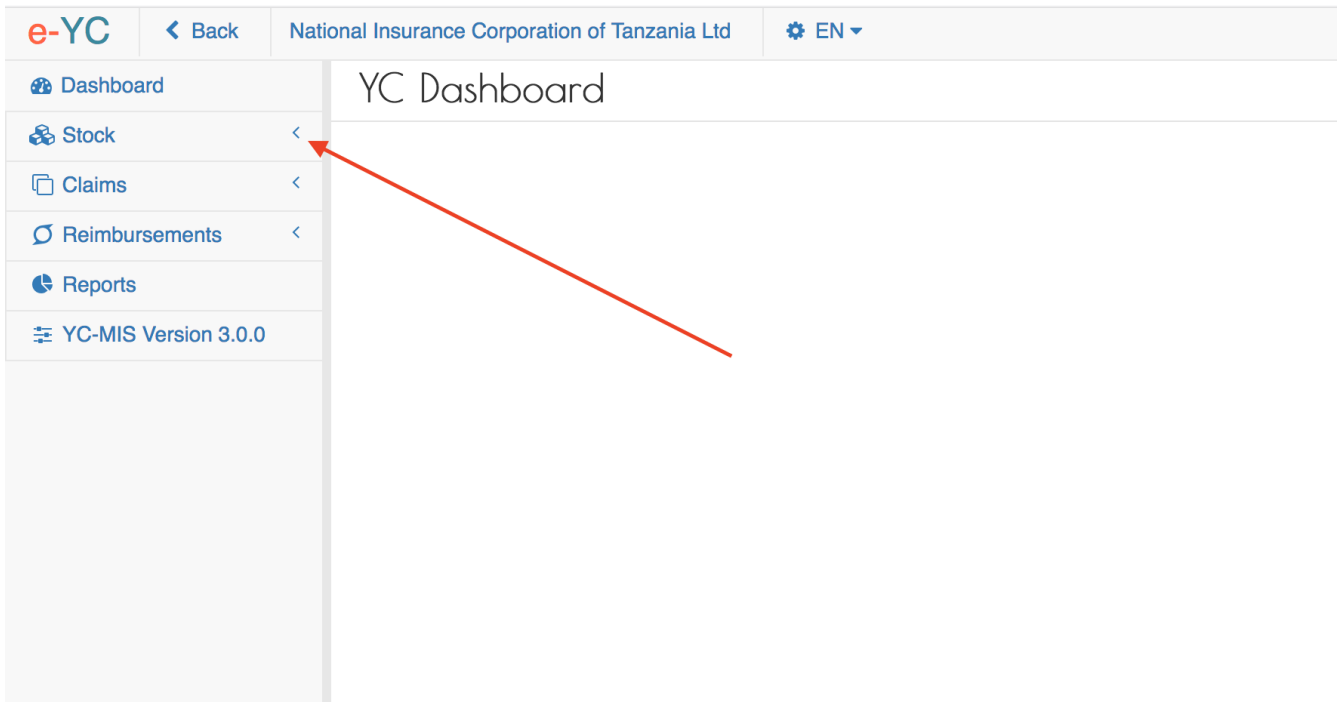 e-YC Back National Insurance Corporation of Tanzania Ltd EN
Dashboard
YC Dashboard
Stock
Claims
Reimbursements
Reports
YC-MIS Version 3.0.0